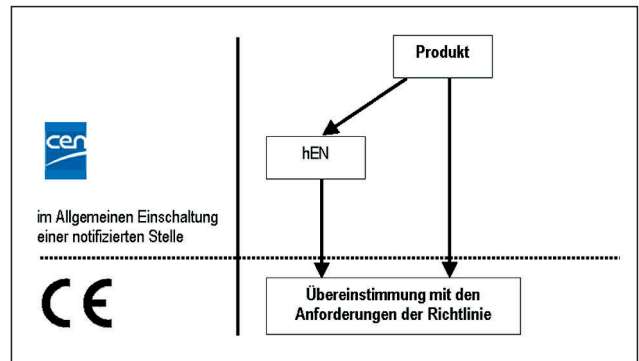 Produkt
cen
hEN
im Allgemeinen Einschaltung
einer notifizierten Stelle
CE
Übereinstimmung mit den
Anforderungen der Richtlinie